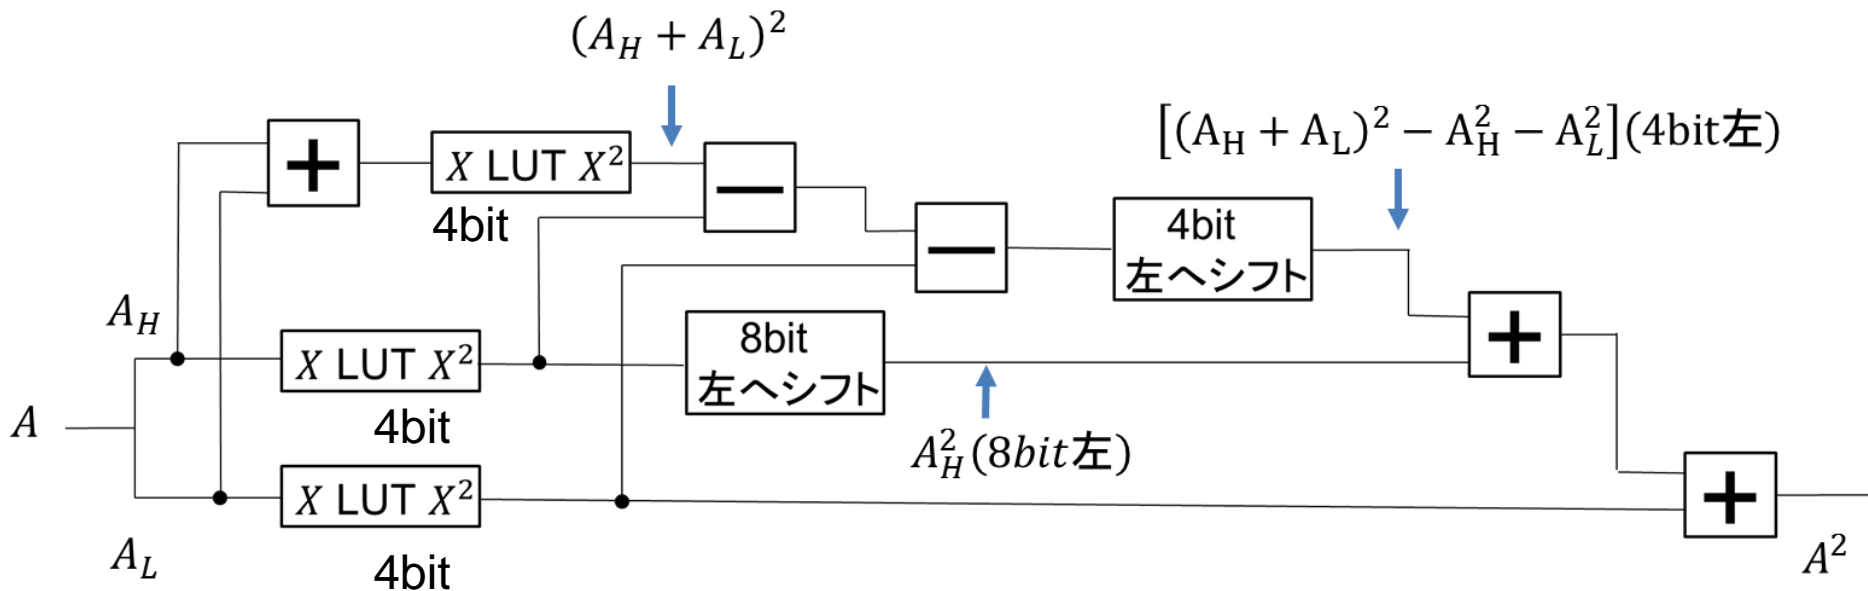 (A_H + A_L)^2
[(A_H + A_L)^2 − A_H^2 − A_L^2](4bit左)
X LUT X^2
4bit
4bit
左へシフト
A_H
X LUT X^2
4bit
8bit
左へシフト
A_H^2(8bit左)
A
X LUT X^2
4bit
A_L
A^2